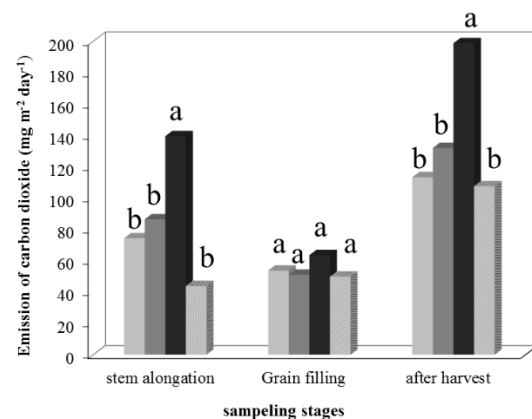 Emission of carbon dioxide (mg m⁻² day⁻¹)
200
180
160
140
120
100
80
60
40
20
0
b
b
a
b
a
a
a
a
b
b
a
b
stem alongation
Grain filling
after harvest
sampeling stages